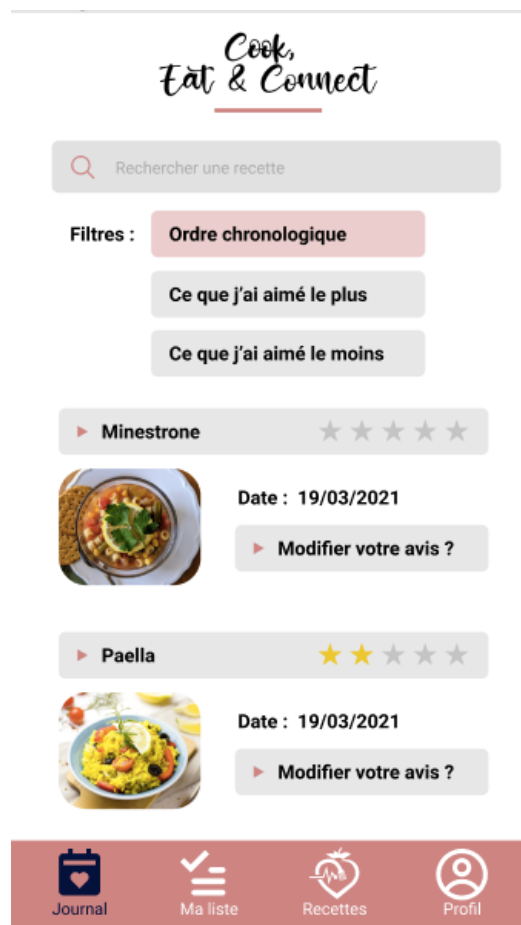 Cook,
Eat & Connect
Rechercher une recette
Filtres : Ordre chronologique
Ce que j'ai aimé le plus
Ce que j'ai aimé le moins
Minestrone
Date : 19/03/2021
Modifier votre avis ?
Paella
Date : 19/03/2021
Modifier votre avis ?
Journal Ma liste Recettes Profil